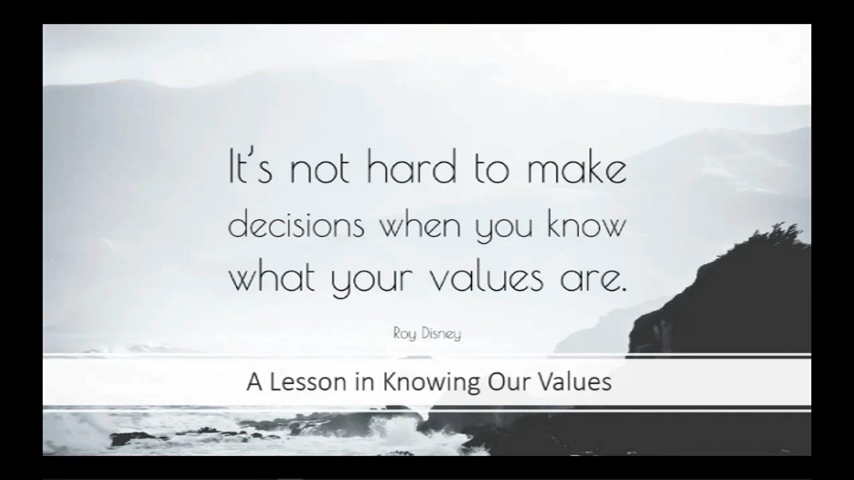 It's not hard to make
decisions when you know
what your values are.
Roy Disney
A Lesson in Knowing Our Values